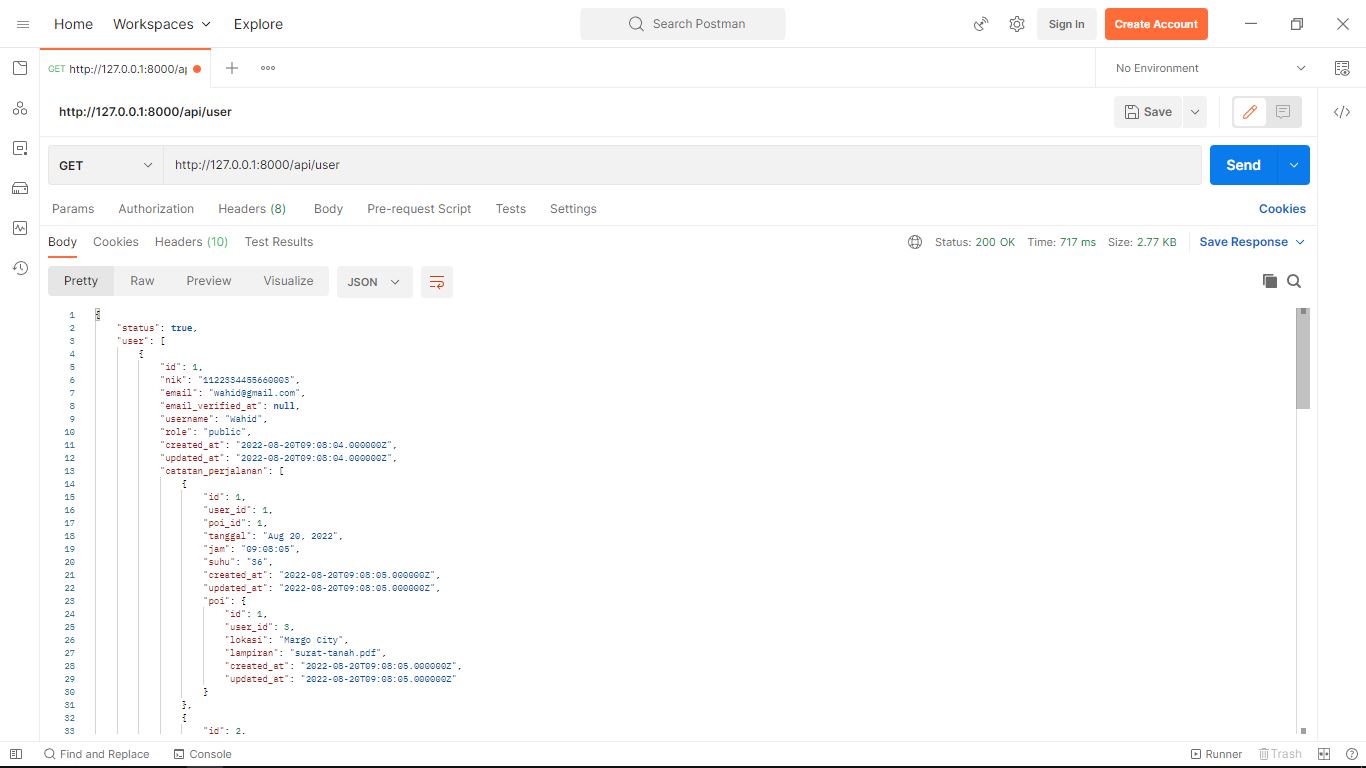 Home Workspaces Explore Search Postman Sign In Create Account
GET http://127.0.0.1:8000/ap No Environment
http://127.0.0.1:8000/api/user Save
GET http://127.0.0.1:8000/api/user Send
Params Authorization Headers (8) Body Pre-request Script Tests Settings Cookies
Body Cookies Headers (10) Test Results Status: 200 OK Time: 717 ms Size: 2.77 KB Save Response
Pretty Raw Preview Visualize JSON
1 {
2 "status": true,
3 "user": [
4 {
5 "id": 1,
6 "nik": "1122334455660003",
7 "email": "wahid@gmail.com",
8 "email_verified_at": null,
9 "username": "Wahid",
10 "role": "public",
11 "created_at": "2022-08-20T09:08:04.000000Z",
12 "updated_at": "2022-08-20T09:08:04.000000Z",
13 "catatan_perjalanan": [
14 {
15 "id": 1,
16 "user_id": 1,
17 "poi_id": 1,
18 "tanggal": "Aug 20, 2022",
19 "jam": "09:08:05",
20 "suhu": "36",
21 "created_at": "2022-08-20T09:08:05.000000Z",
22 "updated_at": "2022-08-20T09:08:05.000000Z",
23 "poi": {
24 "id": 1,
25 "user_id": 3,
26 "lokasi": "Margo City",
27 "lampiran": "surat-tanah.pdf",
28 "created_at": "2022-08-20T09:08:05.000000Z",
29 "updated_at": "2022-08-20T09:08:05.000000Z"
30 }
31 },
32 {
33 "id": 2,
Find and Replace Console Runner Trash